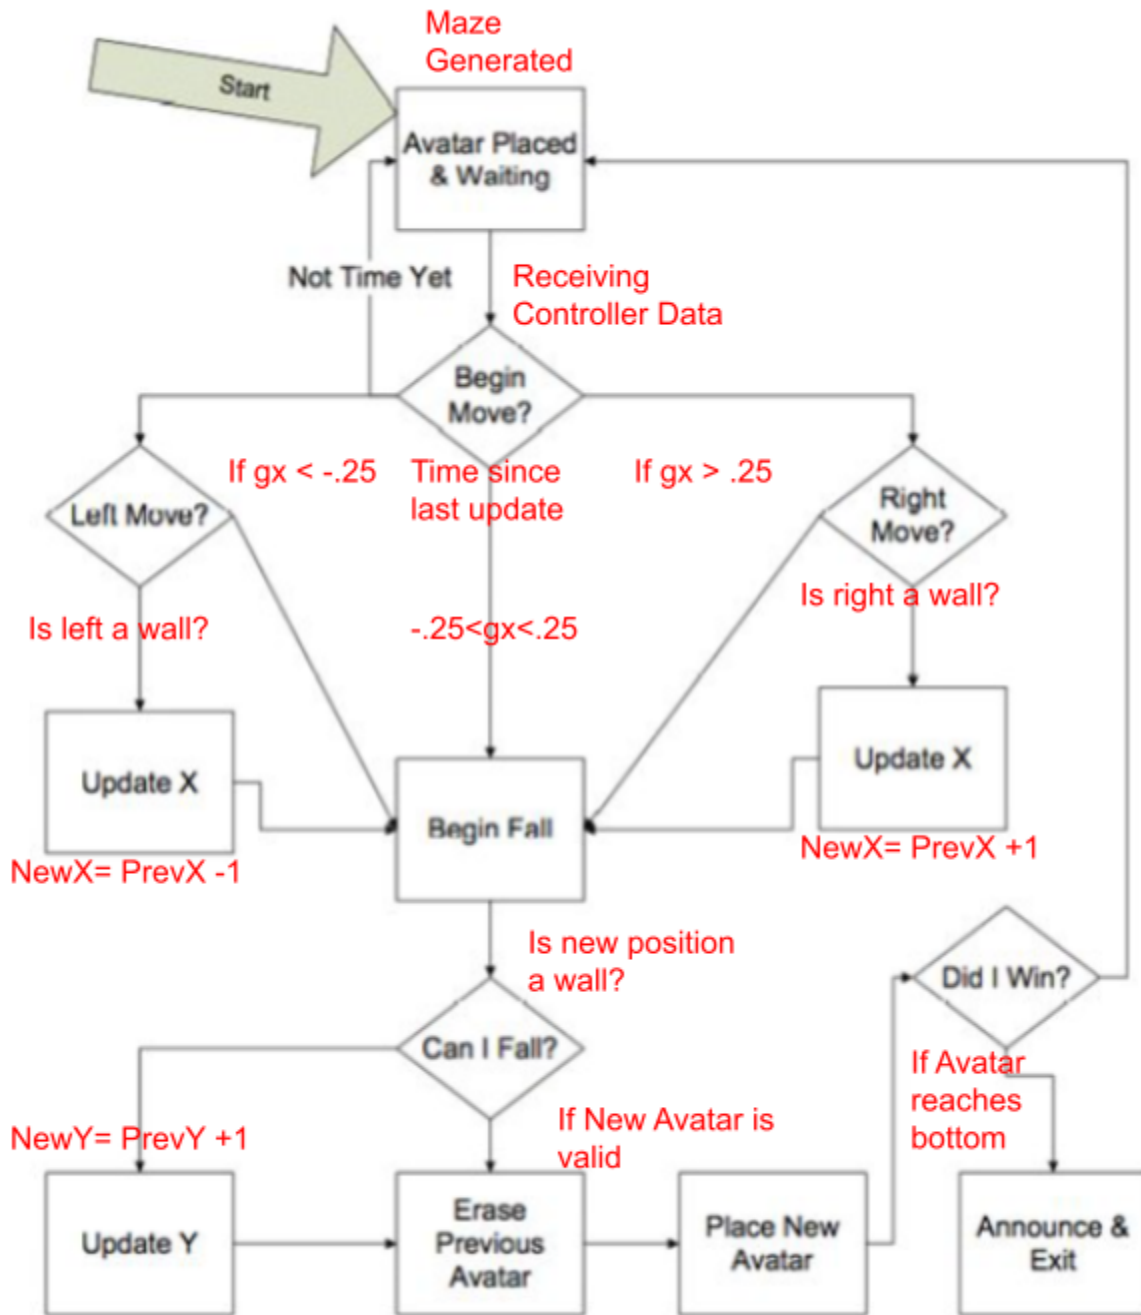 Maze
Generated
Start
Avatar Placed
& Waiting
Not Time Yet
Receiving
Controller Data
Begin
Move?
If gx < -.25
Time since
last update
If gx > .25
Left Move?
Right
Move?
Is left a wall?
-.25<gx<.25
Is right a wall?
Update X
Begin Fall
Update X
NewX= PrevX -1
NewX= PrevX +1
Is new position
a wall?
Did I Win?
Can I Fall?
If Avatar
reaches
bottom
NewY= PrevY +1
If New Avatar is
valid
Update Y
Erase
Previous
Avatar
Place New
Avatar
Announce &
Exit